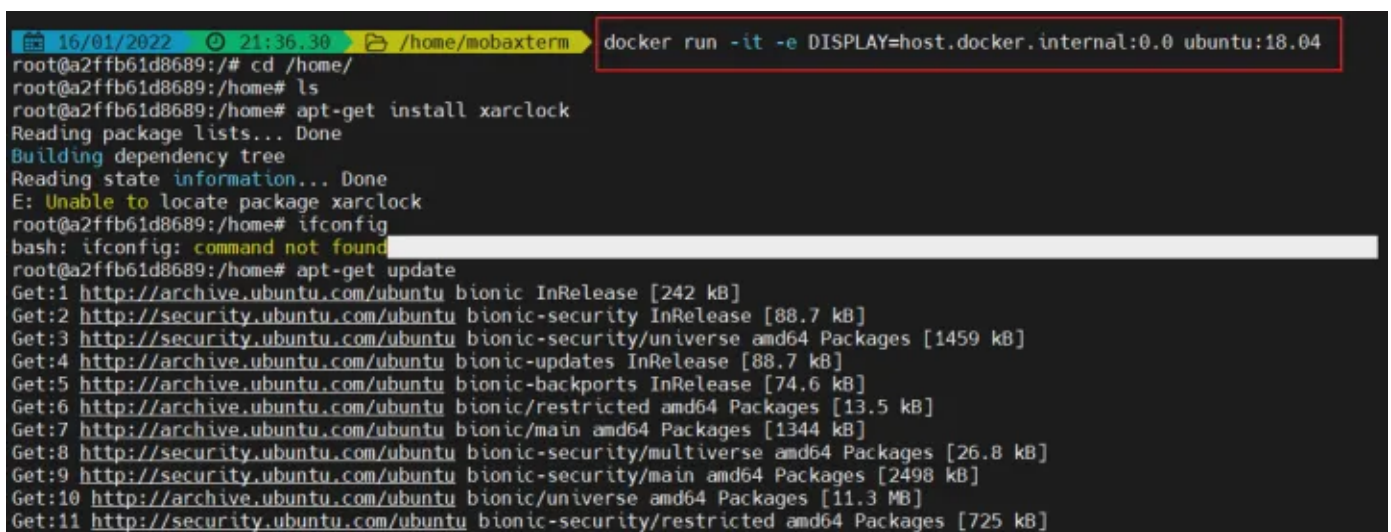 16/01/2022 21:36.30 /home/mobaxterm docker run -it -e DISPLAY=host.docker.internal:0.0 ubuntu:18.04
root@a2ffb61d8689:/# cd /home/
root@a2ffb61d8689:/home# ls
root@a2ffb61d8689:/home# apt-get install xarclock
Reading package lists... Done
Building dependency tree
Reading state information... Done
E: Unable to locate package xarclock
root@a2ffb61d8689:/home# ifconfig
bash: ifconfig: command not found
root@a2ffb61d8689:/home# apt-get update
Get:1 http://archive.ubuntu.com/ubuntu bionic InRelease [242 kB]
Get:2 http://security.ubuntu.com/ubuntu bionic-security InRelease [88.7 kB]
Get:3 http://security.ubuntu.com/ubuntu bionic-security/universe amd64 Packages [1459 kB]
Get:4 http://archive.ubuntu.com/ubuntu bionic-updates InRelease [88.7 kB]
Get:5 http://archive.ubuntu.com/ubuntu bionic-backports InRelease [74.6 kB]
Get:6 http://archive.ubuntu.com/ubuntu bionic/restricted amd64 Packages [13.5 kB]
Get:7 http://archive.ubuntu.com/ubuntu bionic/main amd64 Packages [1344 kB]
Get:8 http://security.ubuntu.com/ubuntu bionic-security/multiverse amd64 Packages [26.8 kB]
Get:9 http://security.ubuntu.com/ubuntu bionic-security/main amd64 Packages [2498 kB]
Get:10 http://archive.ubuntu.com/ubuntu bionic/universe amd64 Packages [11.3 MB]
Get:11 http://security.ubuntu.com/ubuntu bionic-security/restricted amd64 Packages [725 kB]